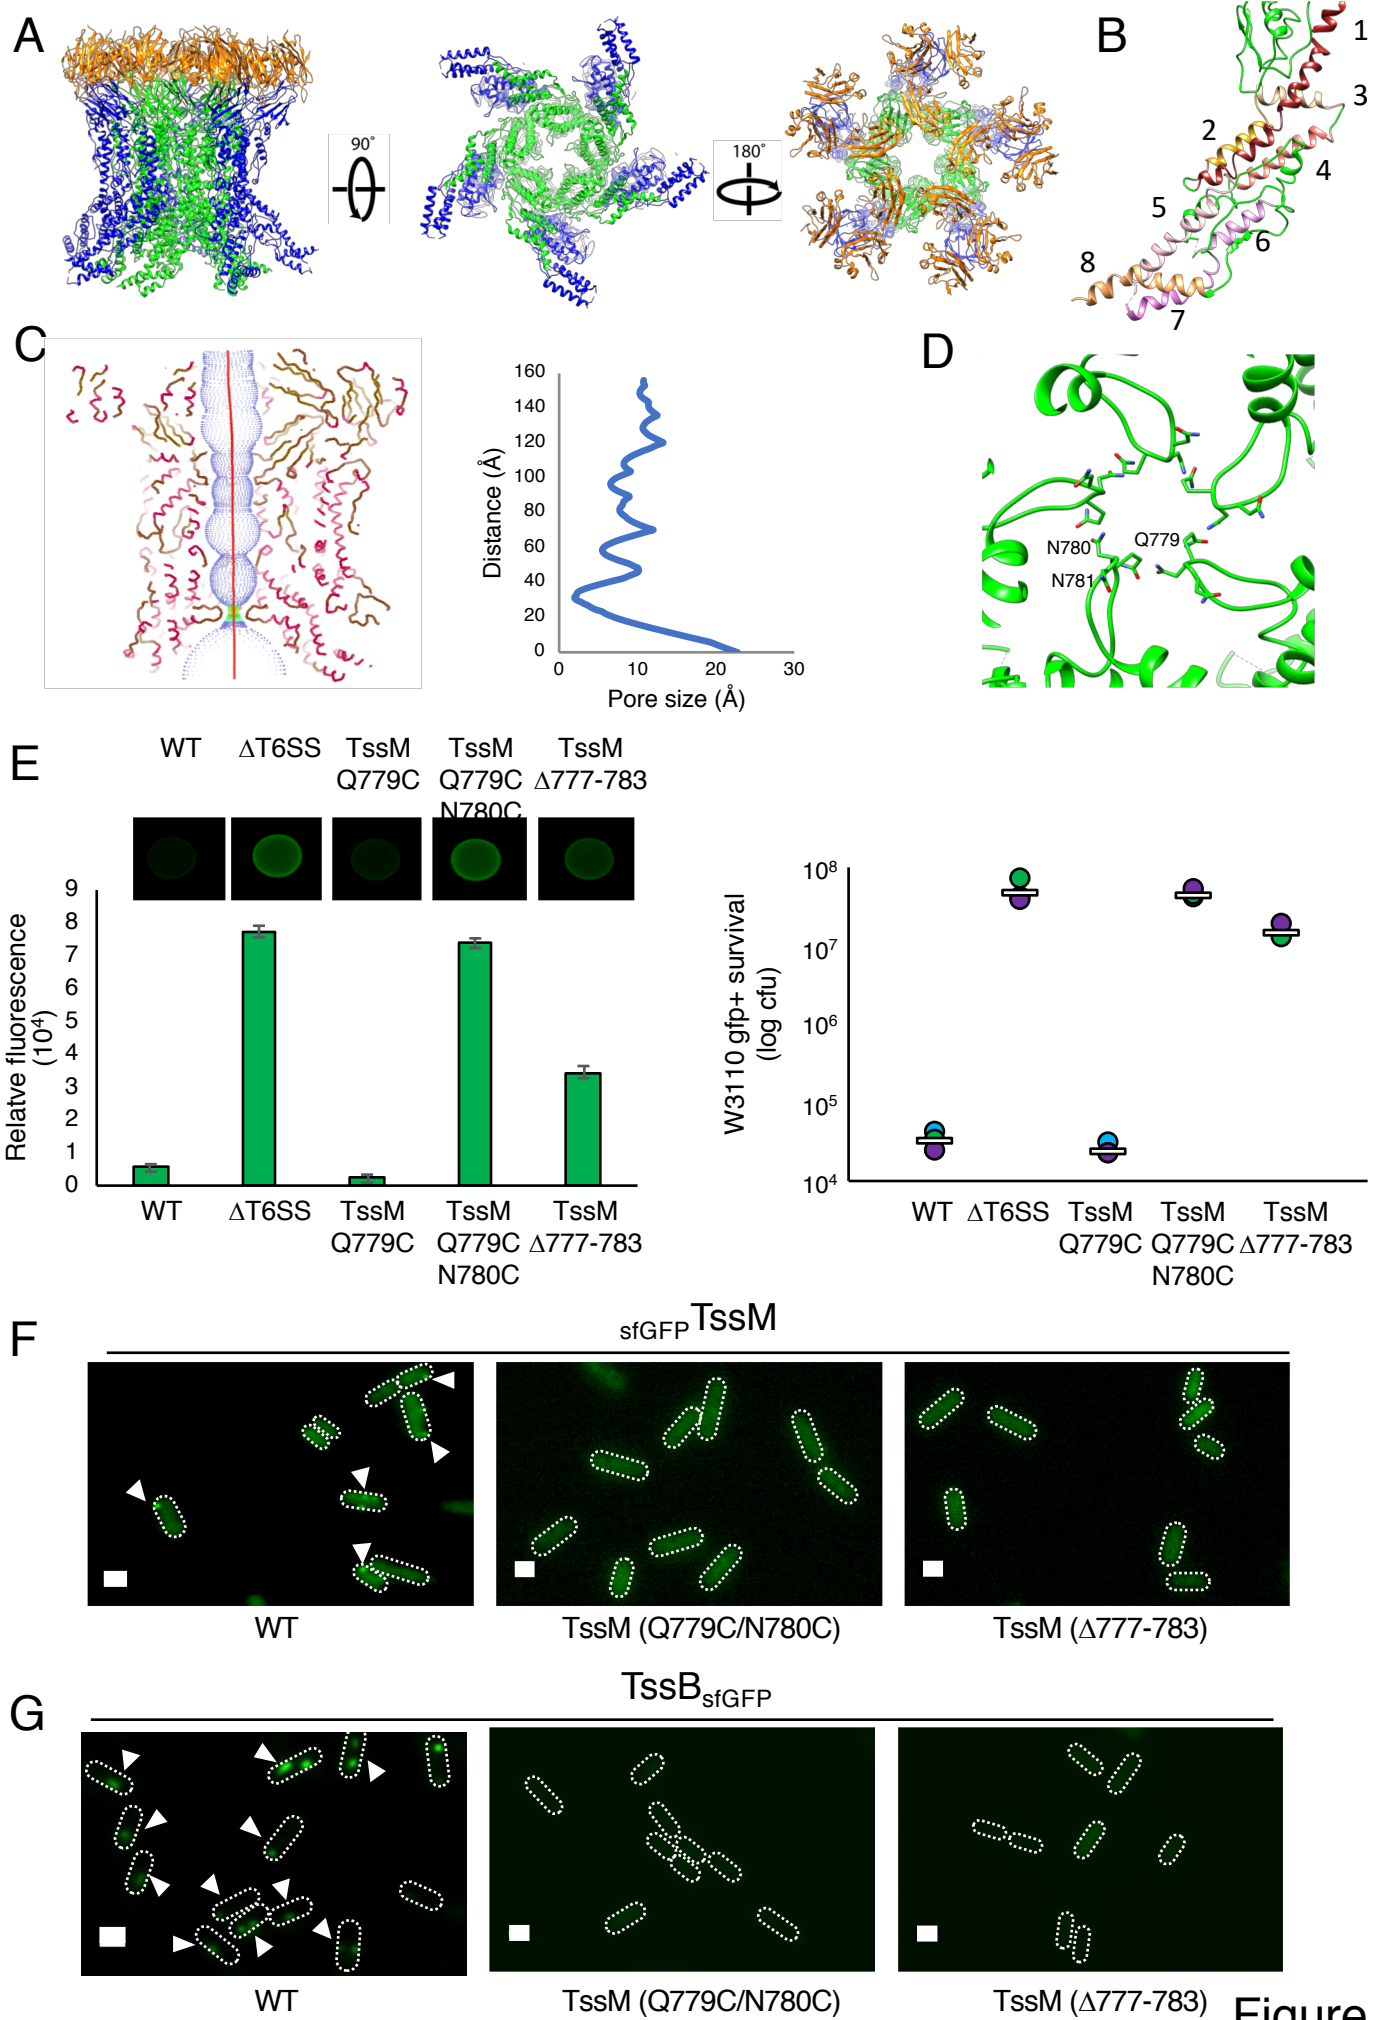 A
90°
180°
B
1
3
2
4
5
6
8
7
C
160
140
120
100
80
60
40
20
0
Distance (Å)
0 10 20 30
Pore size (Å)
D
N780
Q779
N781
E
WT ΔT6SS TssM TssM TssM
Q779C Q779C Δ777-783
N780C
9
8
7
6
5
4
3
2
1
0
Relatve fluorescence
(10⁴)
WT ΔT6SS TssM TssM TssM
Q779C Q779C Δ777-783
N780C
10⁸
10⁷
10⁶
10⁵
10⁴
W3110 gfp+ survival
(log cfu)
WT ΔT6SS TssM TssM TssM
Q779C Q779C Δ777-783
N780C
F
sfGFPTssM
WT TssM (Q779C/N780C) TssM (Δ777-783)
G
TssBsfGFP
WT TssM (Q779C/N780C) TssM (Δ777-783)
Figure